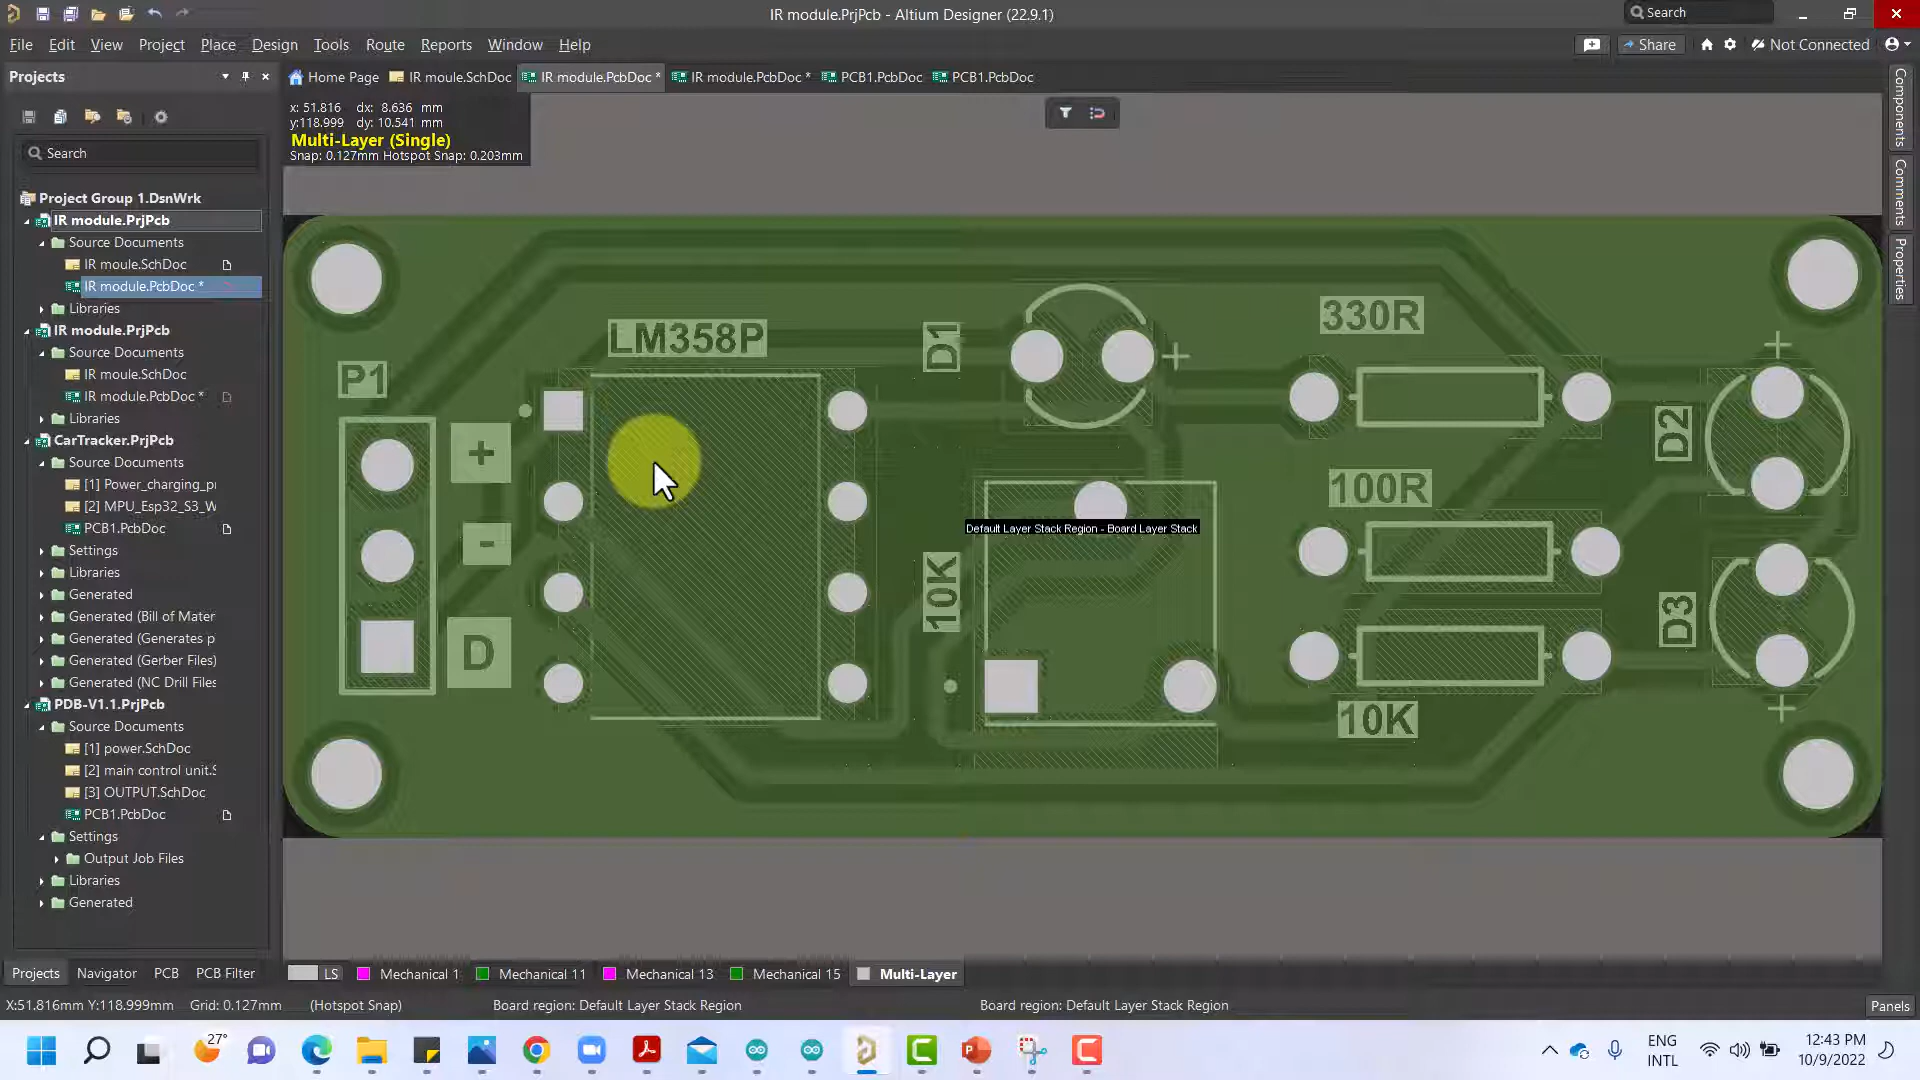 IR module.PrjPcb - Altium Designer (22.9.1)
Search
File Edit View Project Place Design Tools Route Reports Window Help
Share
Not Connected
Projects
Home Page
IR moule.SchDoc
IR module.PcbDoc *
IR module.PcbDoc *
PCB1.PcbDoc
PCB1.PcbDoc
x: 51.816 dx: 8.636 mm
y:118.999 dy: 10.541 mm
Multi-Layer (Single)
Snap: 0.127mm Hotspot Snap: 0.203mm
Search
Project Group 1.DsnWrk
IR module.PrjPcb
Source Documents
IR moule.SchDoc
IR module.PcbDoc *
Libraries
IR module.PrjPcb
Source Documents
IR moule.SchDoc
IR module.PcbDoc *
Libraries
CarTracker.PrjPcb
Source Documents
[1] Power_charging_pr
[2] MPU_Esp32_S3_W
PCB1.PcbDoc
Settings
Libraries
Generated
Generated (Bill of Mater
Generated (Generates p
Generated (Gerber Files)
Generated (NC Drill Files
PDB-V1.1.PrjPcb
Source Documents
[1] power.SchDoc
[2] main control unit.S
[3] OUTPUT.SchDoc
PCB1.PcbDoc
Settings
Output Job Files
Libraries
Generated
P1
+
-
D
LM358P
D1
+
330R
+
D2
100R
Default Layer Stack Region - Board Layer Stack
10K
D3
10K
+
Components
Comments
Properties
Projects Navigator PCB PCB Filter
LS
Mechanical 1
Mechanical 11
Mechanical 13
Mechanical 15
Multi-Layer
X:51.816mm Y:118.999mm Grid: 0.127mm (Hotspot Snap) Board region: Default Layer Stack Region Board region: Default Layer Stack Region
Panels
27°
ENG
INTL
12:43 PM
10/9/2022